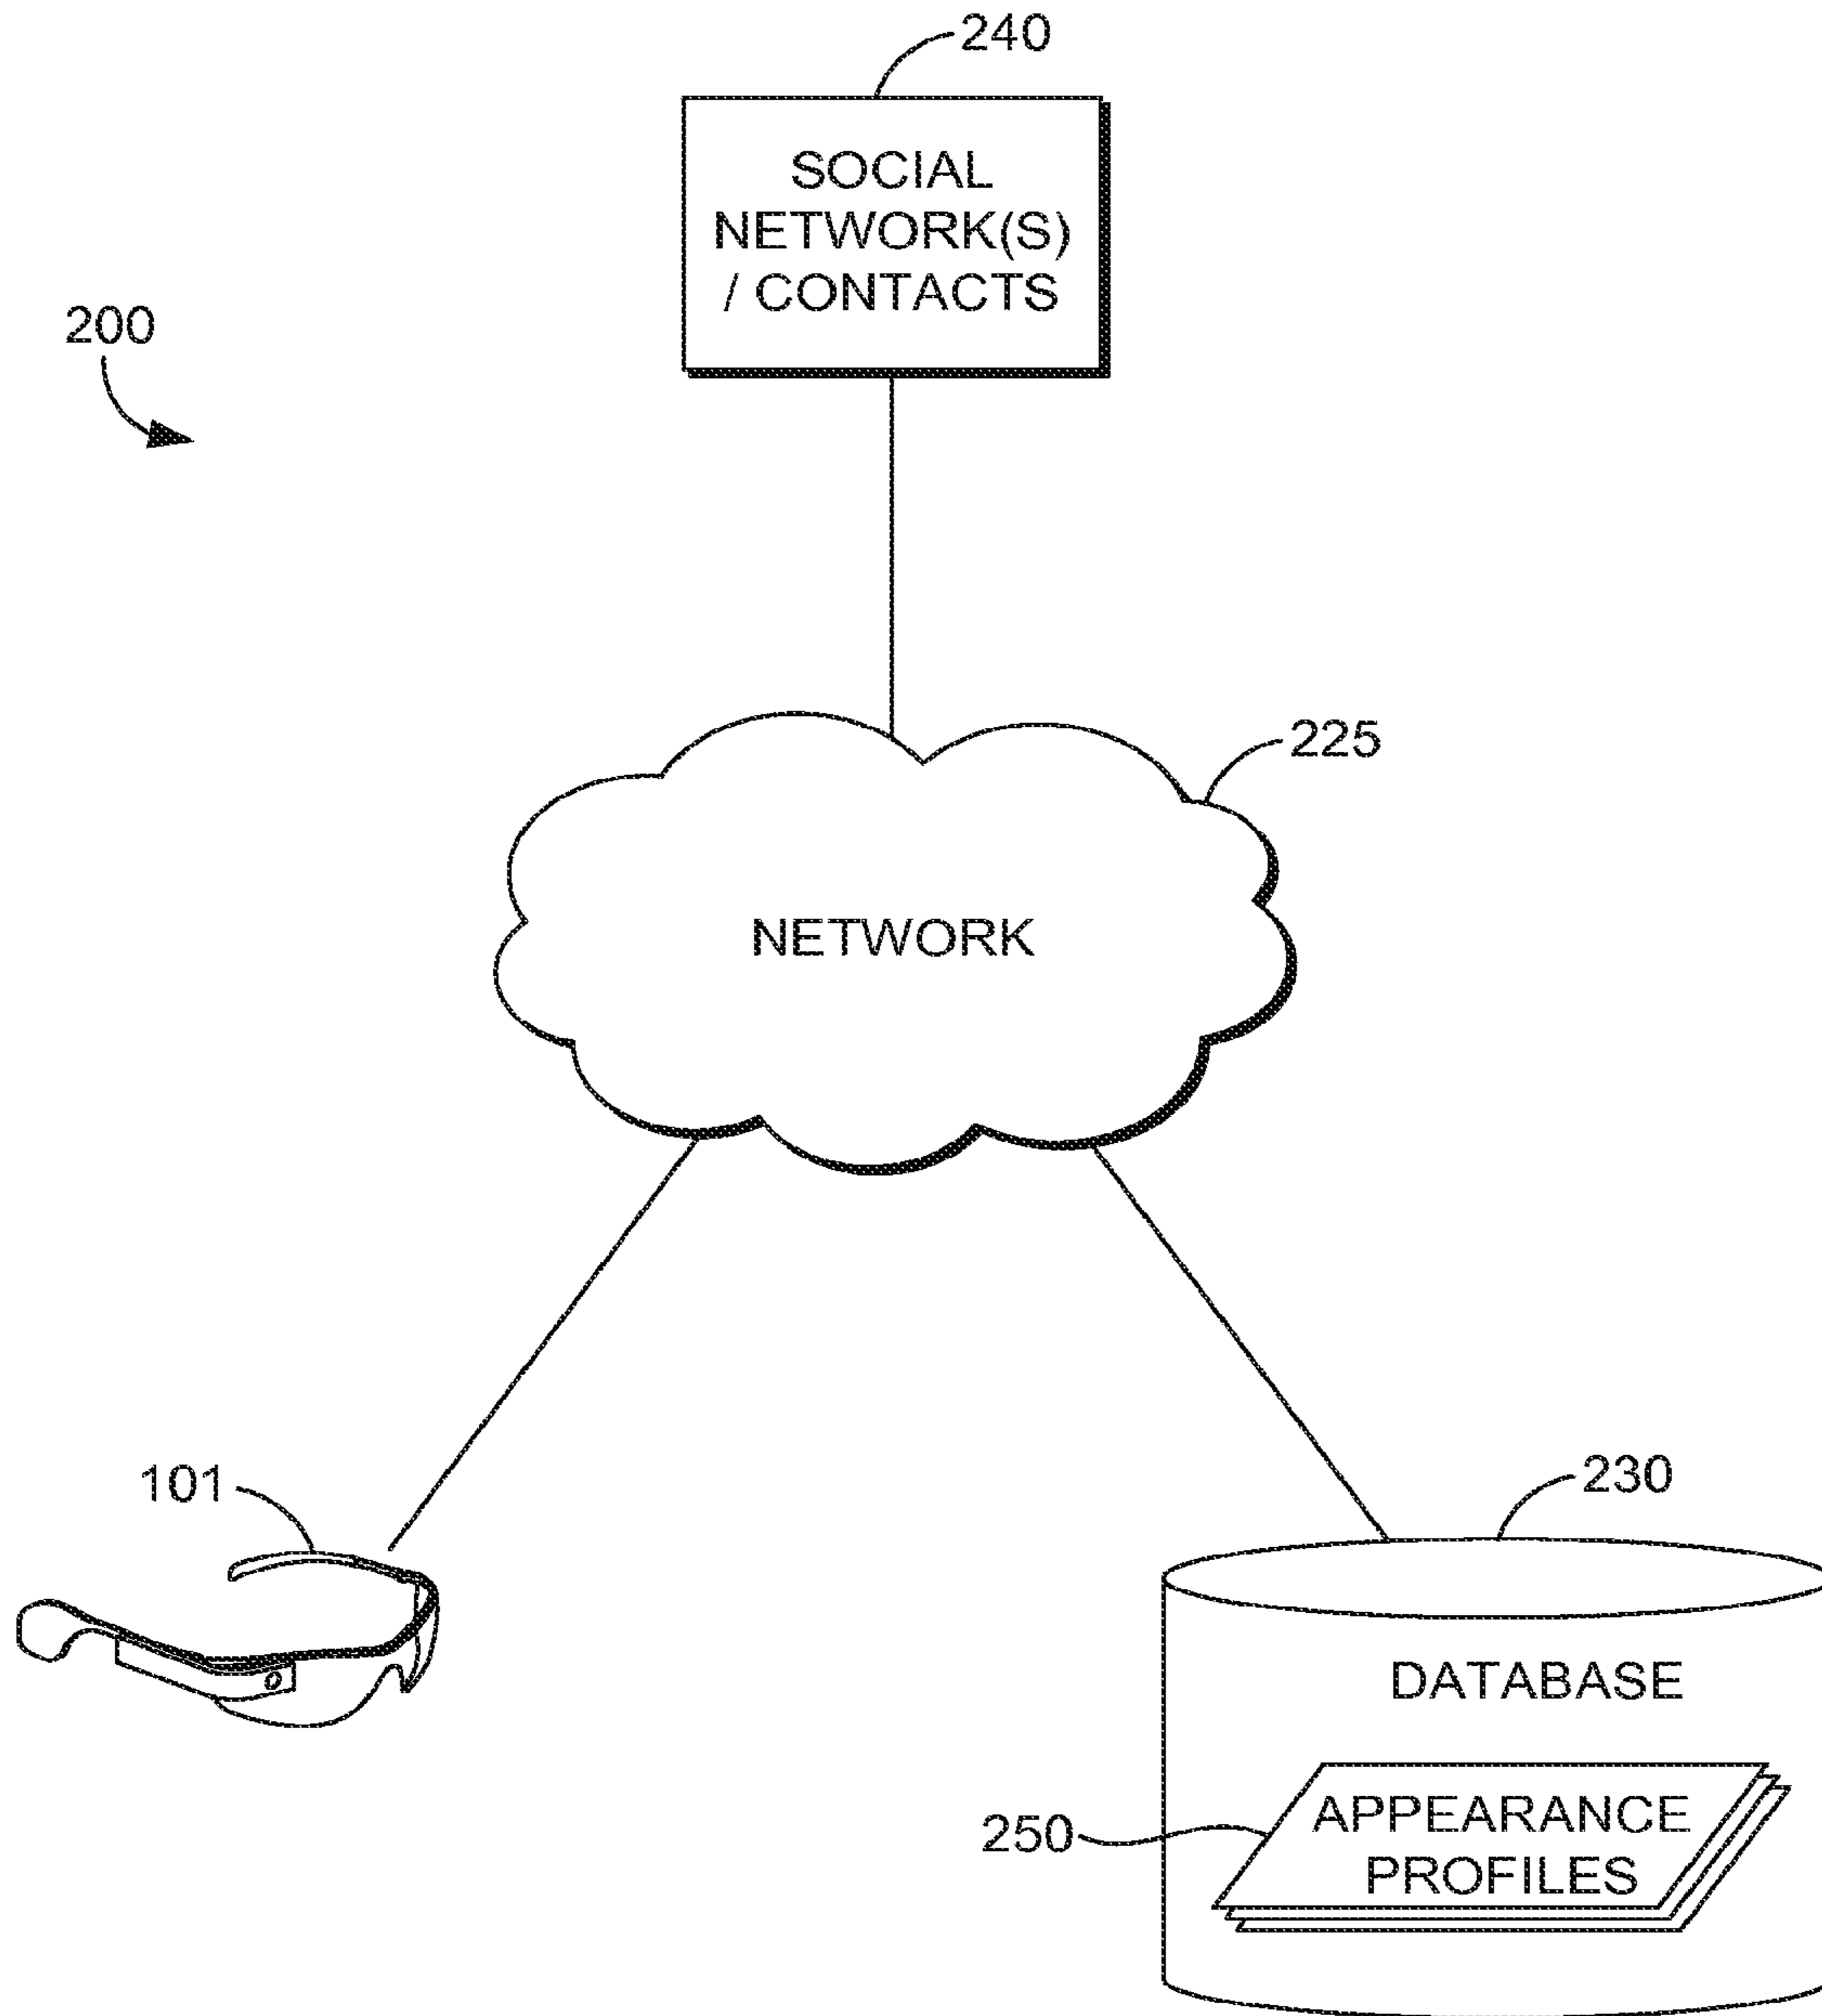 240
SOCIAL
NETWORK(S)
/ CONTACTS
200
225
NETWORK
101
230
DATABASE
250
APPEARANCE
PROFILES